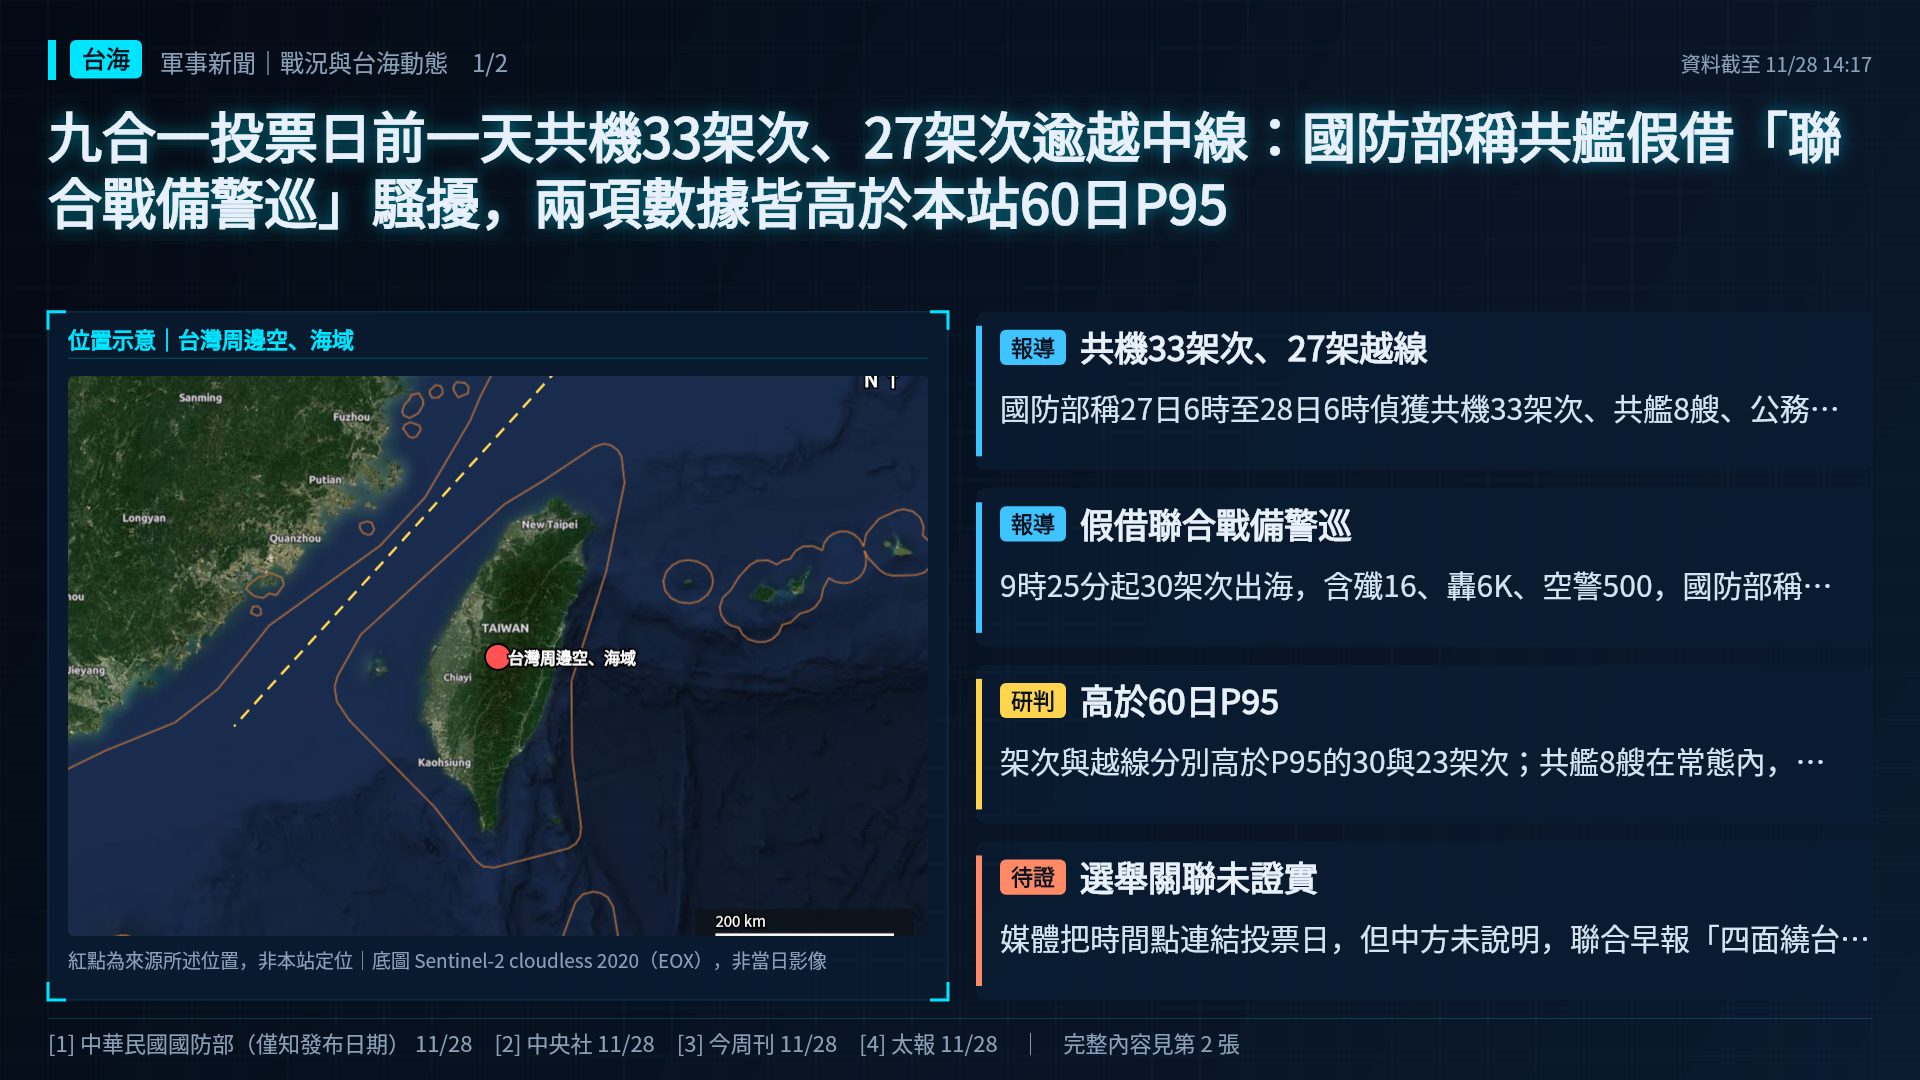 台海 軍事新聞｜戰況與台海動態 1/2
資料截至 11/28 14:17
九合一投票日前一天共機33架次、27架次逾越中線：國防部稱共艦假借「聯
合戰備警巡」騷擾，兩項數據皆高於本站60日P95
位置示意｜台灣周邊空、海域
N ↑
Sanming
Fuzhou
Putian
Longyan
Quanzhou
New Taipei
hou
TAIWAN
台灣周邊空、海域
Jieyang
Chiayi
Kaohsiung
200 km
紅點為來源所述位置，非本站定位｜底圖 Sentinel-2 cloudless 2020（EOX），非當日影像
報導 共機33架次、27架越線
國防部稱27日6時至28日6時偵獲共機33架次、共艦8艘、公務…
報導 假借聯合戰備警巡
9時25分起30架次出海，含殲16、轟6K、空警500，國防部稱…
研判 高於60日P95
架次與越線分別高於P95的30與23架次；共艦8艘在常態內，…
待證 選舉關聯未證實
媒體把時間點連結投票日，但中方未說明，聯合早報「四面繞台…
[1] 中華民國國防部（僅知發布日期） 11/28 [2] 中央社 11/28 [3] 今周刊 11/28 [4] 太報 11/28 ｜ 完整內容見第 2 張